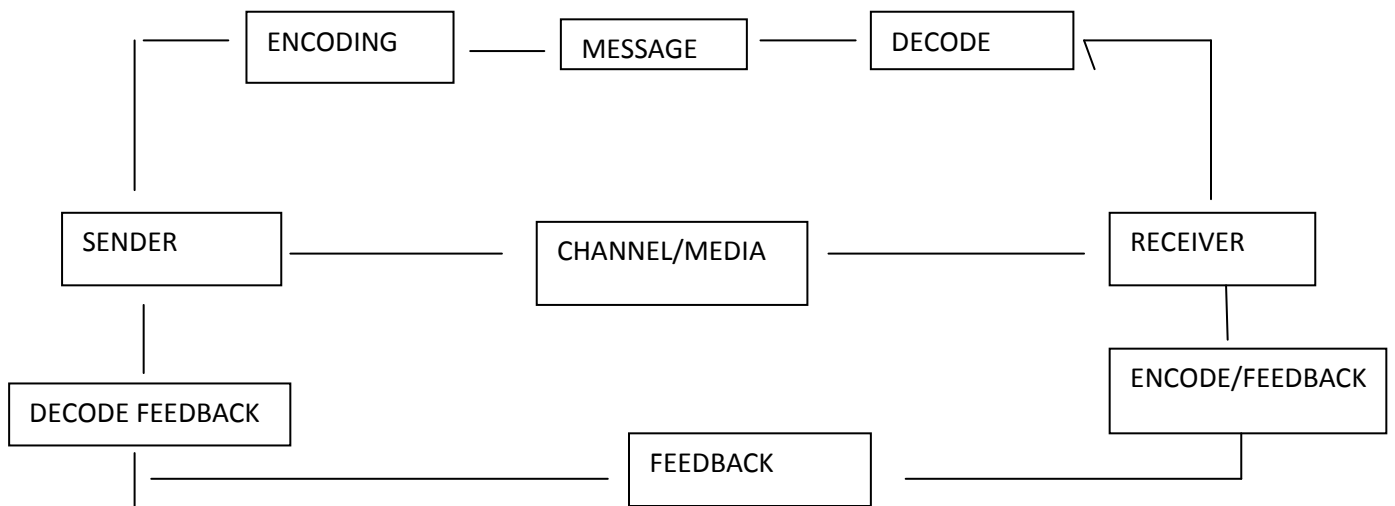 ENCODING
MESSAGE
DECODE
SENDER
CHANNEL/MEDIA
RECEIVER
DECODE FEEDBACK
ENCODE/FEEDBACK
FEEDBACK